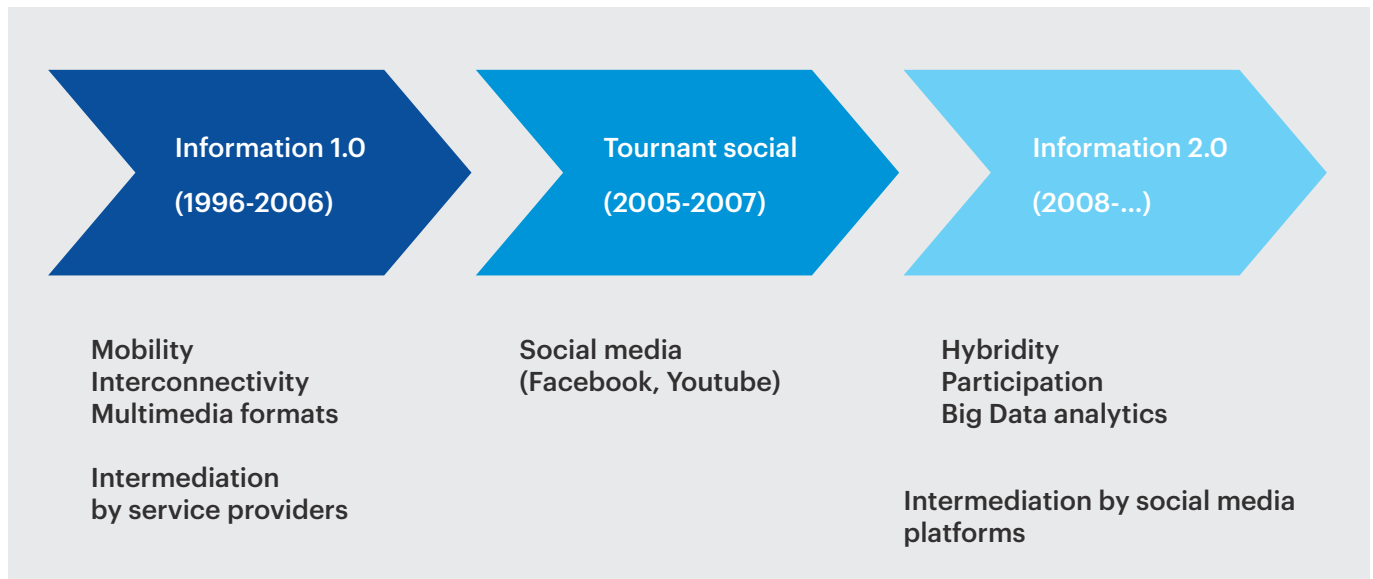 Information 1.0
(1996-2006)
Tournant social
(2005-2007)
Information 2.0
(2008-...)
Mobility
Interconnectivity
Multimedia formats
Intermediation
by service providers
Social media
(Facebook, Youtube)
Hybridity
Participation
Big Data analytics
Intermediation by social media
platforms